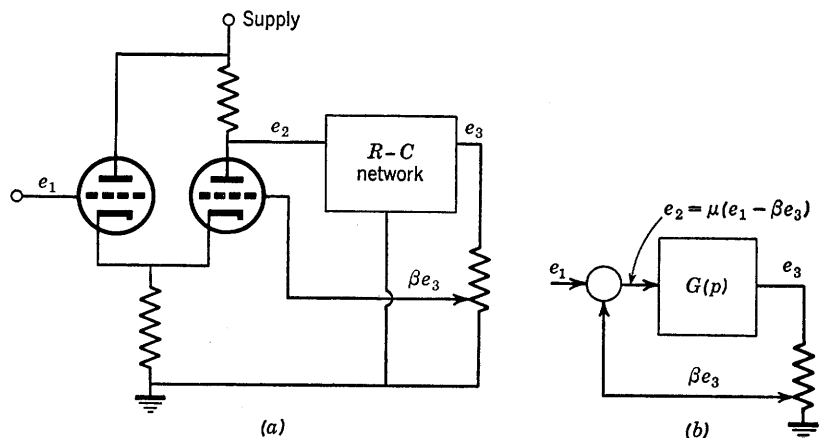 Supply
e₂
e₃
R-C
network
e₁
βe₃
(a)
e₂ = μ(e₁ − βe₃)
e₁
G(p)
e₃
βe₃
(b)